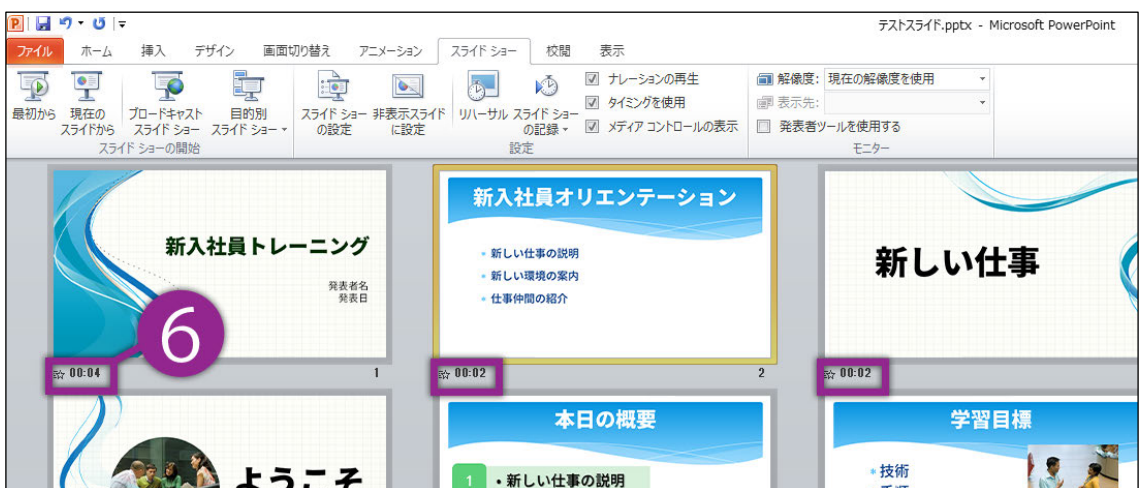 テストスライド.pptx - Microsoft PowerPoint
ファイル ホーム 挿入 デザイン 画面切り替え アニメーション スライド ショー 校閲 表示
最初から
現在の
スライドから
ブロードキャスト
スライド ショー
目的別
スライド ショー
スライド ショーの開始
スライド ショー
の設定
非表示スライド
に設定
リハーサル
スライド ショー
の記録
ナレーションの再生
タイミングを使用
メディア コントロールの表示
設定
解像度: 現在の解像度を使用
表示先:
発表者ツールを使用する
モニター
新入社員トレーニング
発表者名
発表日
6
00:04
1
新入社員オリエンテーション
• 新しい仕事の説明
• 新しい環境の案内
• 仕事仲間の紹介
00:02
2
新しい仕事
00:02
ようこそ
本日の概要
1 • 新しい仕事の説明
学習目標
• 技術